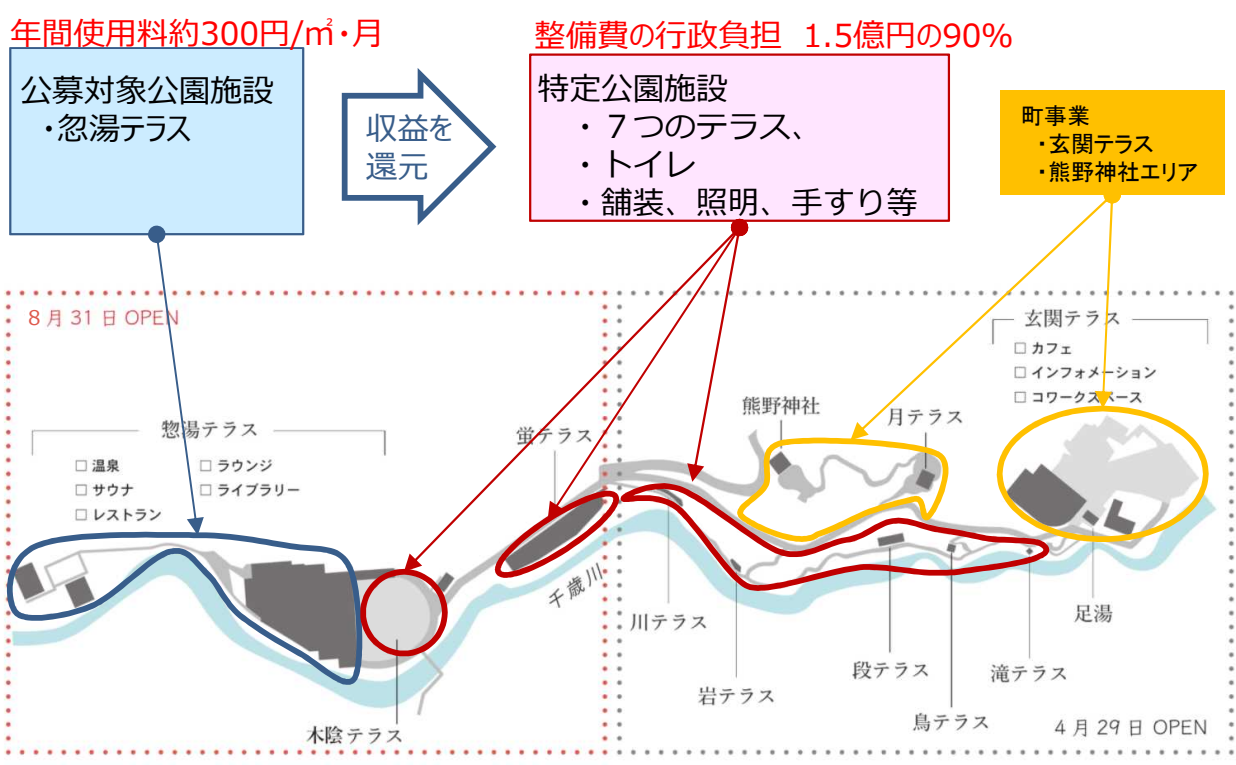 年間使用料約300円/㎡・月
公募対象公園施設
・忽湯テラス
収益を
還元
整備費の行政負担 1.5億円の90%
特定公園施設
・７つのテラス、
・トイレ
・舗装、照明、手すり等
町事業
・玄関テラス
・熊野神社エリア
8月31日 OPEN
惣湯テラス
□ 温泉
□ サウナ
□ レストラン
□ ラウンジ
□ ライブラリー
蛍テラス
千歳川
木陰テラス
熊野神社
月テラス
玄関テラス
□ カフェ
□ インフォメーション
□ コワークスペース
川テラス
岩テラス
段テラス
鳥テラス
滝テラス
足湯
4月29日 OPEN